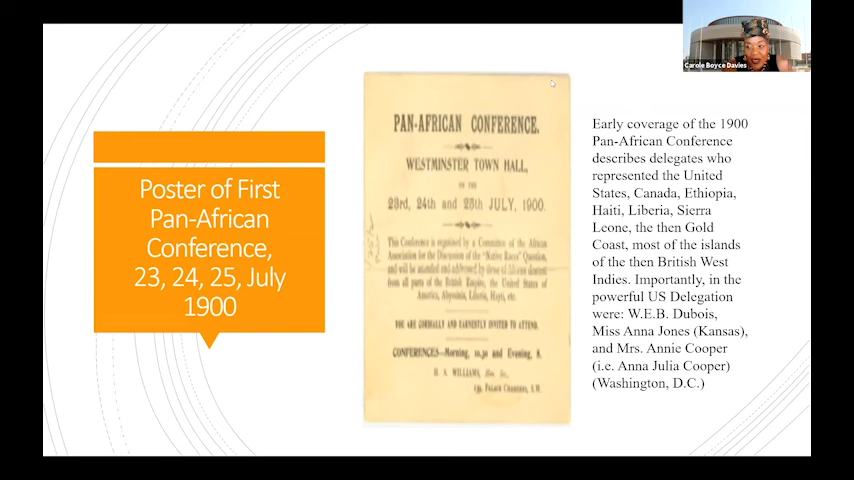 Carole Boyce Davies
Poster of First
Pan-African
Conference,
23, 24, 25, July
1900
PAN-AFRICAN CONFERENCE.
WESTMINSTER TOWN HALL,
ON THE
23rd, 24th and 25th JULY, 1900.
This Conference is organised by a Committee of the African
Association for the Discussion of the "Native Races" Question,
and will be attended and addressed by those of African descent
from all parts of the British Empire, the United States of
America, Abyssinia, Liberia, Hayti, etc.
YOU ARE CORDIALLY AND EARNESTLY INVITED TO ATTEND.
CONFERENCES—Morning, 10.30 and Evening, 8.
H. S. WILLIAMS, Hon. Sec.,
139, PALACE CHAMBERS, S.W.
Early coverage of the 1900
Pan-African Conference
describes delegates who
represented the United
States, Canada, Ethiopia,
Haiti, Liberia, Sierra
Leone, the then Gold
Coast, most of the islands
of the then British West
Indies. Importantly, in the
powerful US Delegation
were: W.E.B. Dubois,
Miss Anna Jones (Kansas),
and Mrs. Annie Cooper
(i.e. Anna Julia Cooper)
(Washington, D.C.)